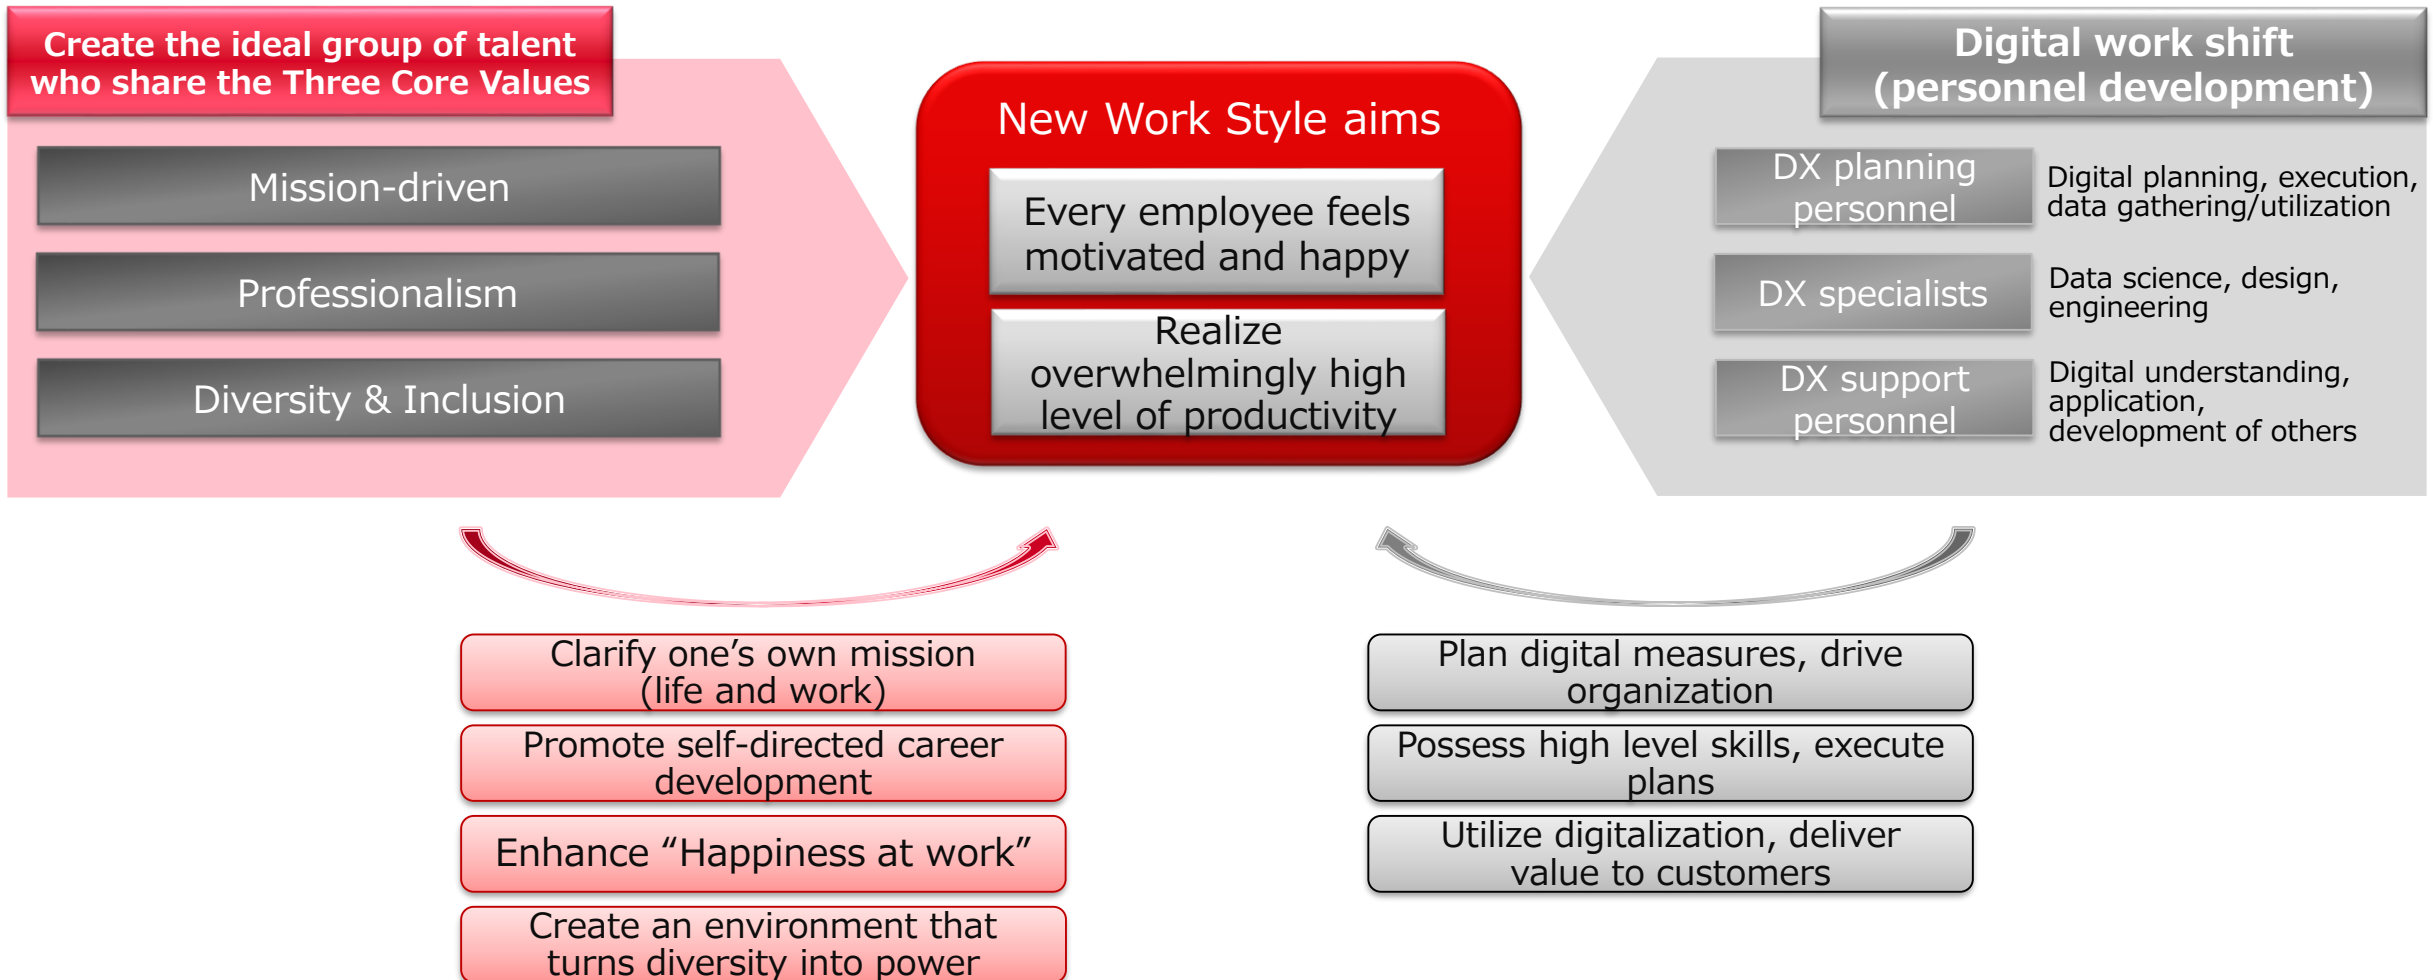 Create the ideal group of talent
who share the Three Core Values
Mission-driven
Professionalism
Diversity & Inclusion
New Work Style aims
Every employee feels
motivated and happy
Realize
overwhelmingly high
level of productivity
Digital work shift
(personnel development)
DX planning
personnel
Digital planning, execution,
data gathering/utilization
DX specialists
Data science, design,
engineering
DX support
personnel
Digital understanding,
application,
development of others
Clarify one’s own mission
(life and work)
Promote self-directed career
development
Enhance “Happiness at work”
Create an environment that
turns diversity into power
Plan digital measures, drive
organization
Possess high level skills, execute
plans
Utilize digitalization, deliver
value to customers